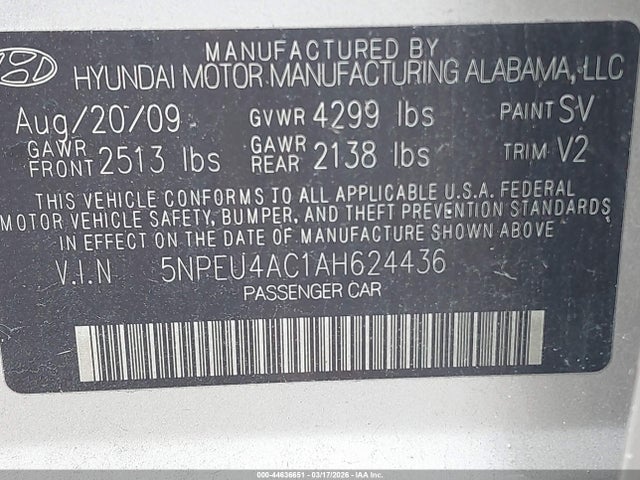 MANUFACTURED BY
HYUNDAI MOTOR MANUFACTURING ALABAMA, LLC
Aug/20/09 GVWR 4299 lbs PAINT SV
GAWR FRONT 2513 lbs GAWR REAR 2138 lbs TRIM V2
THIS VEHICLE CONFORMS TO ALL APPLICABLE U.S.A. FEDERAL
MOTOR VEHICLE SAFETY, BUMPER, AND THEFT PREVENTION STANDARDS
IN EFFECT ON THE DATE OF MANUFACTURE SHOWN ABOVE
V.I.N 5NPEU4AC1AH624436
PASSENGER CAR
000-44636651 - 03/17/2026 - IAAI.COM